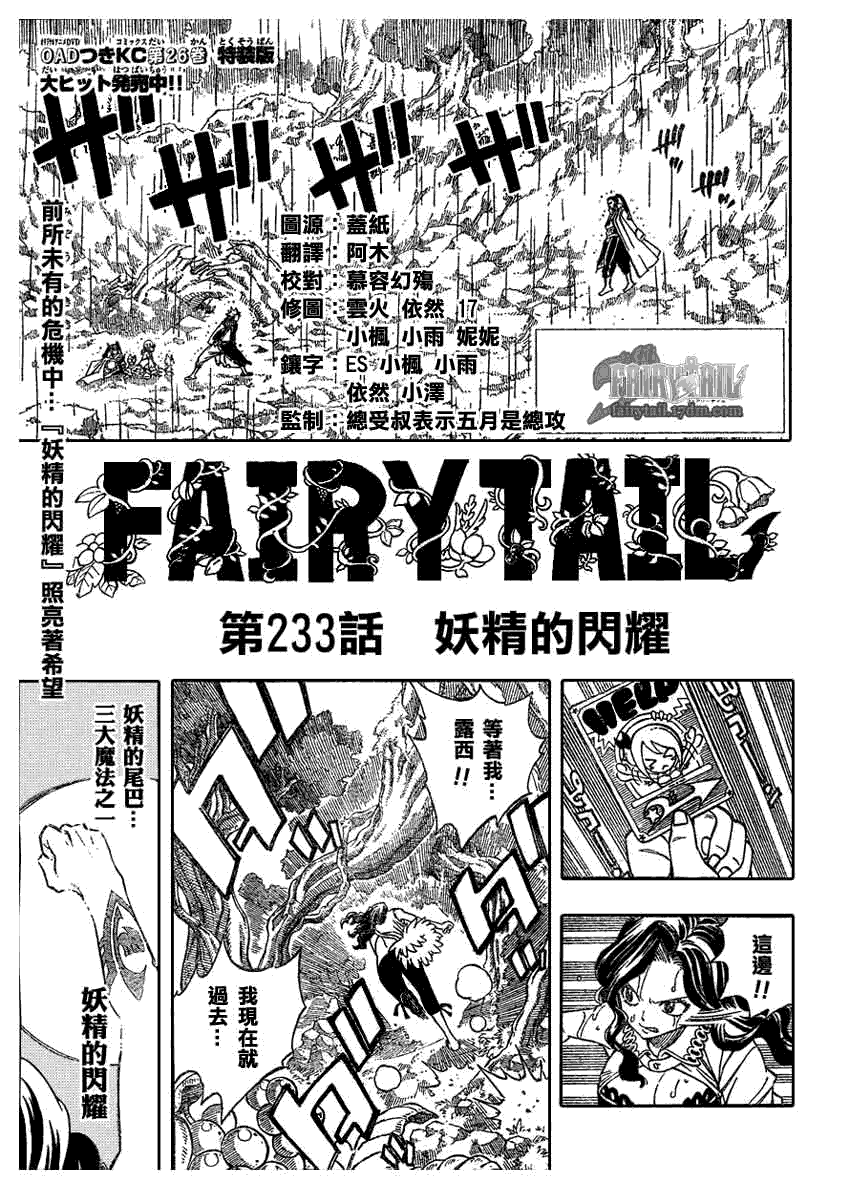 OADつきKC第26巻 特装版
大ヒット発売中!!
ザザザザ
ザザ
前所未有的危機中…『妖精的閃耀』照亮著希望
圖源：蓋紙
翻譯：阿木
校對：慕容幻殤
修圖：雲火 依然 17
小楓 小雨 妮妮
鑲字：ES 小楓 小雨
依然 小澤
監制：總受叔表示五月是總攻
FAIRY TAIL
fairytail.17dm.com
FAIRY TAIL
第233話 妖精的閃耀
HELP
這邊!!
等著我…
露西!!
ダダダダ
我現在就
過去…
妖精的尾巴…
三大魔法之一
妖精的閃耀